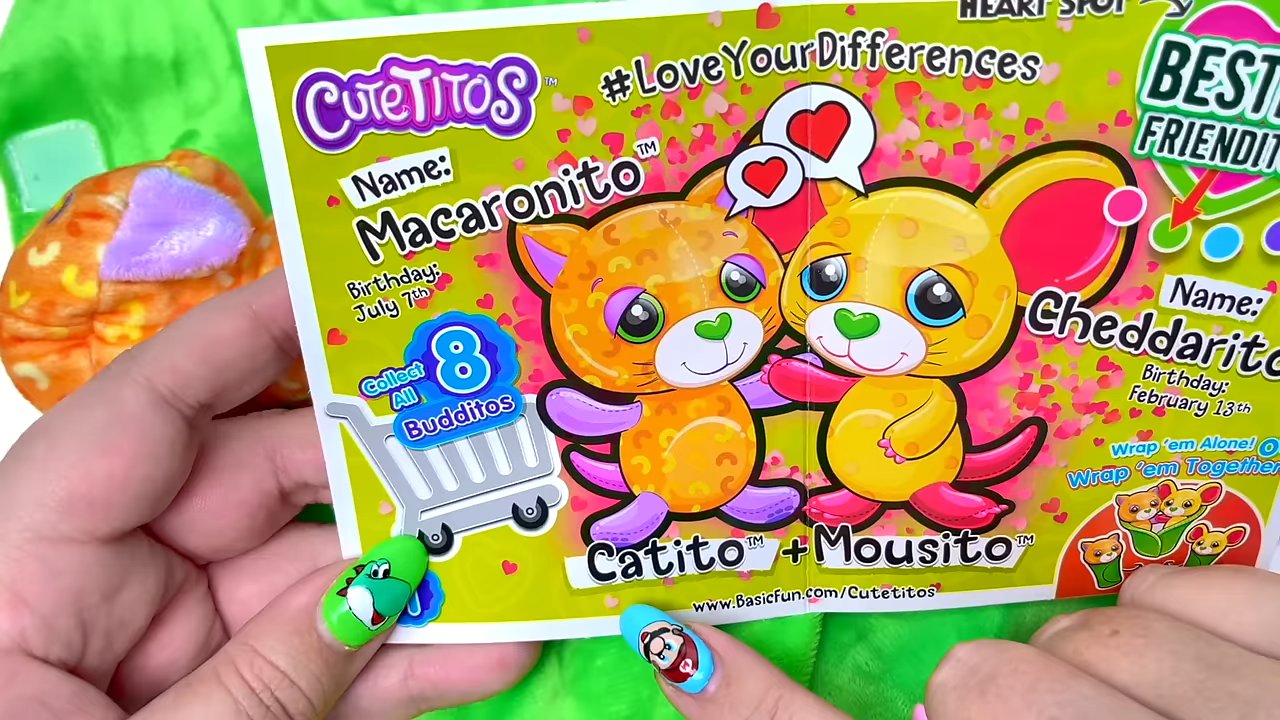 HEART SPOT
CUTETITOS™
#LoveYourDifferences
BEST
FRIENDIT
Name:
Macaronito™
Birthday:
July 7th
Name:
Cheddarito
Birthday:
February 13th
Collect
All
8
Budditos
Wrap 'em Alone!
Wrap 'em Together
Catito™ + Mousito™
www.BasicFun.com/Cutetitos